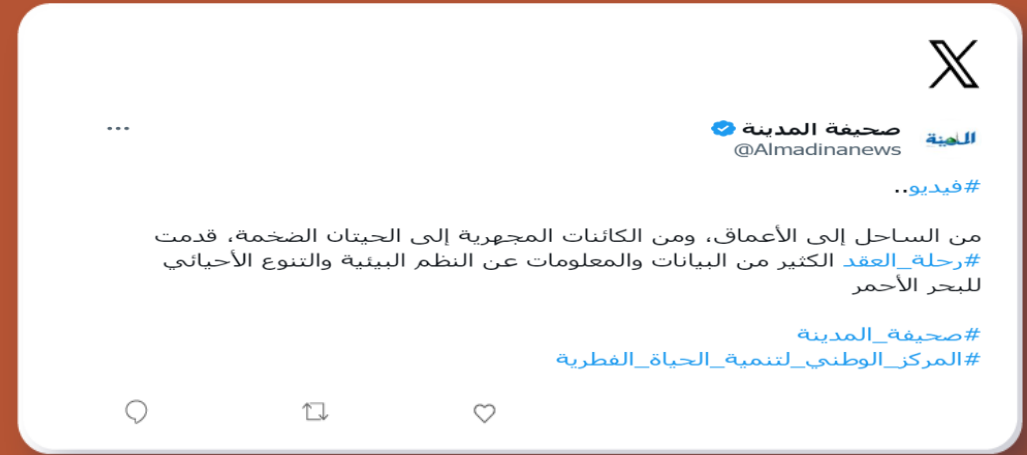 صحيفة المدينة
@Almadinanews
#فيديو..
من الساحل إلى الأعماق، ومن الكائنات المجهرية إلى الحيتان الضخمة، قدمت
#رحلة_العقد الكثير من البيانات والمعلومات عن النظم البيئية والتنوع الأحيائي
للبحر الأحمر
#صحيفة_المدينة
#المركز_الوطني_لتنمية_الحياة_الفطرية